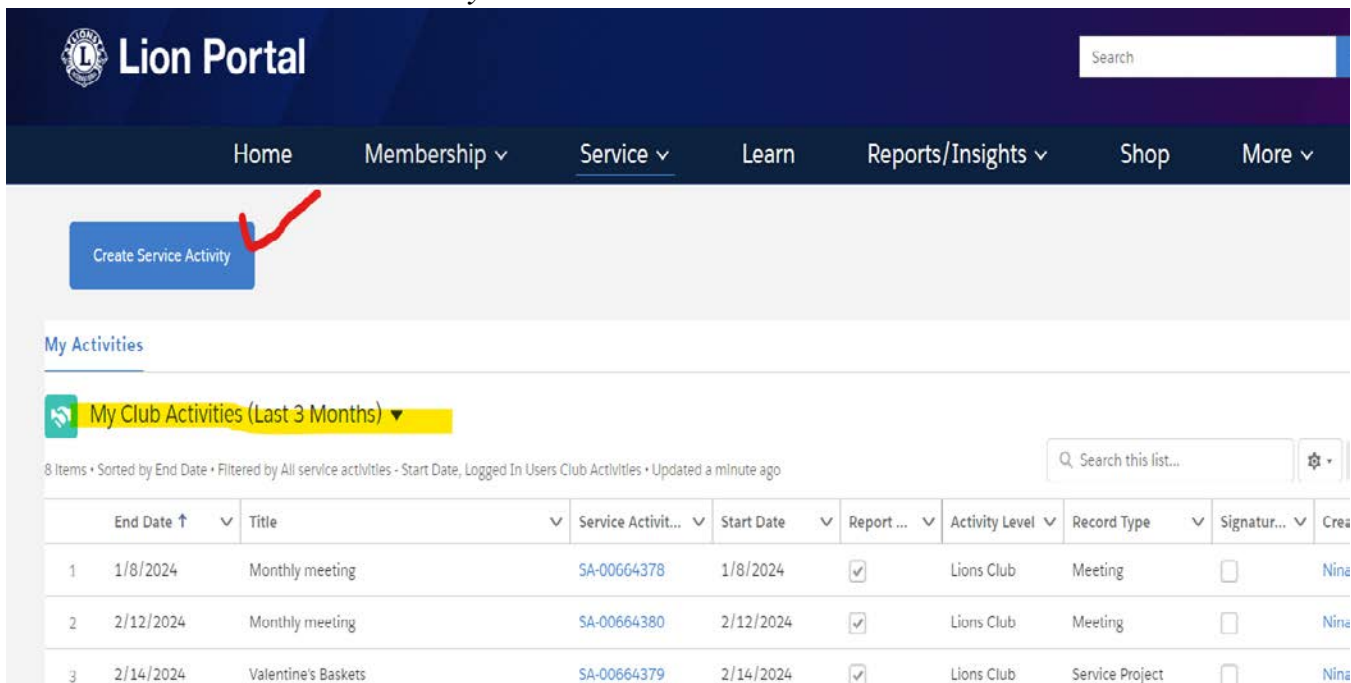 Lion Portal
Search
Home Membership Service Learn Reports/Insights Shop More
Create Service Activity
My Activities
My Club Activities (Last 3 Months)
8 Items • Sorted by End Date • Filtered by All service activities - Start Date, Logged In Users Club Activities • Updated a minute ago
Search this list...
End Date ↑ Title Service Activit... Start Date Report ... Activity Level Record Type Signatur... Crea
1 1/8/2024 Monthly meeting SA-00664378 1/8/2024 Lions Club Meeting Nina
2 2/12/2024 Monthly meeting SA-00664380 2/12/2024 Lions Club Meeting Nina
3 2/14/2024 Valentine's Baskets SA-00664379 2/14/2024 Lions Club Service Project Nina